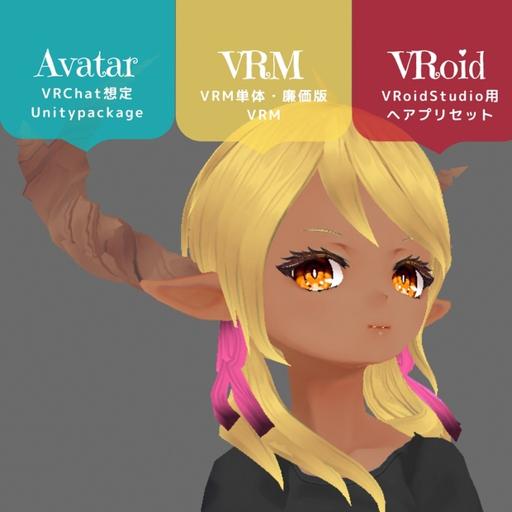 Avatar
VRChat想定
Unitypackage
VRM
VRM単体・廉価版
VRM
VRoid
VRoidStudio用
ヘアプリセット